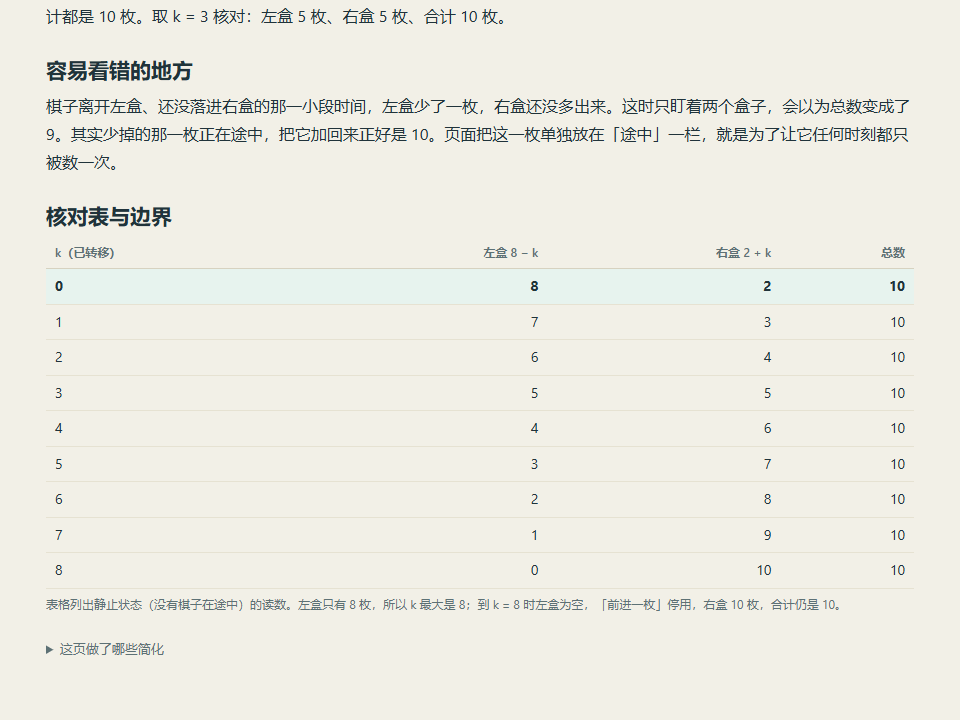 计都是 10 枚。取 k = 3 核对：左盒 5 枚、右盒 5 枚、合计 10 枚。
容易看错的地方
棋子离开左盒、还没落进右盒的那一小段时间，左盒少了一枚，右盒还没多出来。这时只盯着两个盒子，会以为总数变成了
9。其实少掉的那一枚正在途中，把它加回来正好是 10。页面把这一枚单独放在「途中」一栏，就是为了让它任何时刻都只
被数一次。
核对表与边界
k（已转移） 左盒 8 − k 右盒 2 + k 总数
0 8 2 10
1 7 3 10
2 6 4 10
3 5 5 10
4 4 6 10
5 3 7 10
6 2 8 10
7 1 9 10
8 0 10 10
表格列出静止状态（没有棋子在途中）的读数。左盒只有 8 枚，所以 k 最大是 8；到 k = 8 时左盒为空，「前进一枚」停用，右盒 10 枚，合计仍是 10。
▶ 这页做了哪些简化